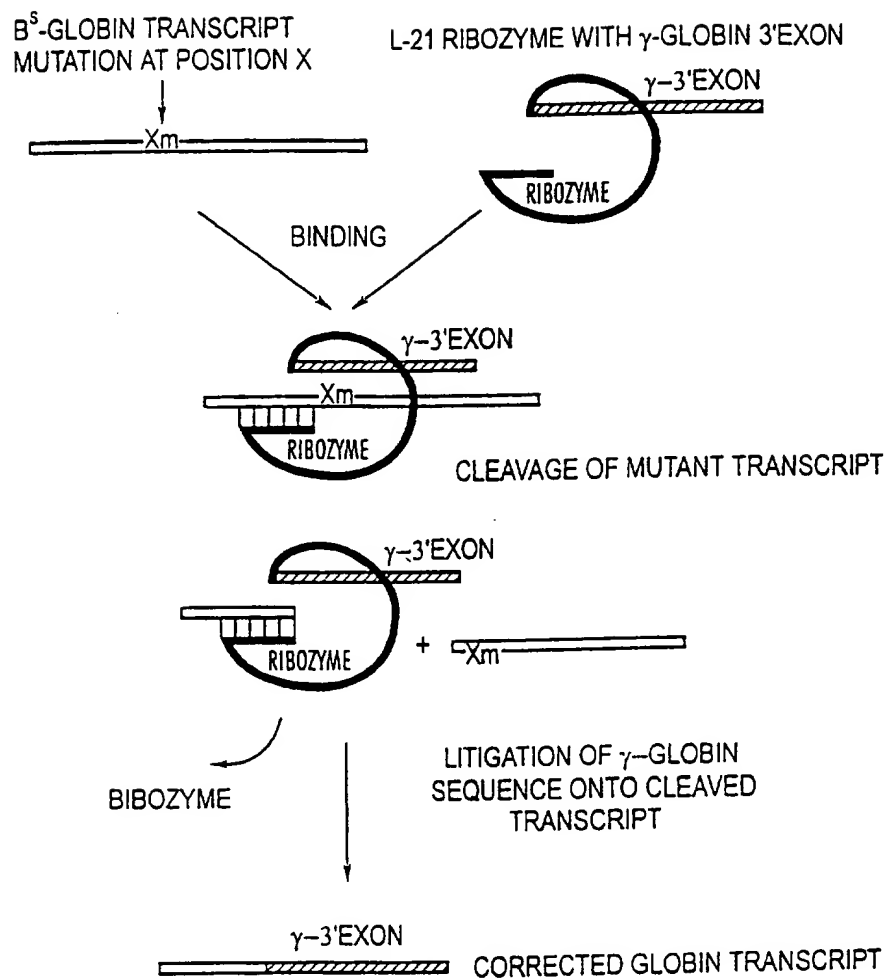 B^S-GLOBIN TRANSCRIPT
MUTATION AT POSITION X
Xm
L-21 RIBOZYME WITH γ-GLOBIN 3'EXON
γ-3'EXON
RIBOZYME
BINDING
γ-3'EXON
Xm
RIBOZYME
CLEAVAGE OF MUTANT TRANSCRIPT
γ-3'EXON
RIBOZYME
+
Xm
BIBOZYME
LITIGATION OF γ-GLOBIN
SEQUENCE ONTO CLEAVED
TRANSCRIPT
γ-3'EXON
CORRECTED GLOBIN TRANSCRIPT